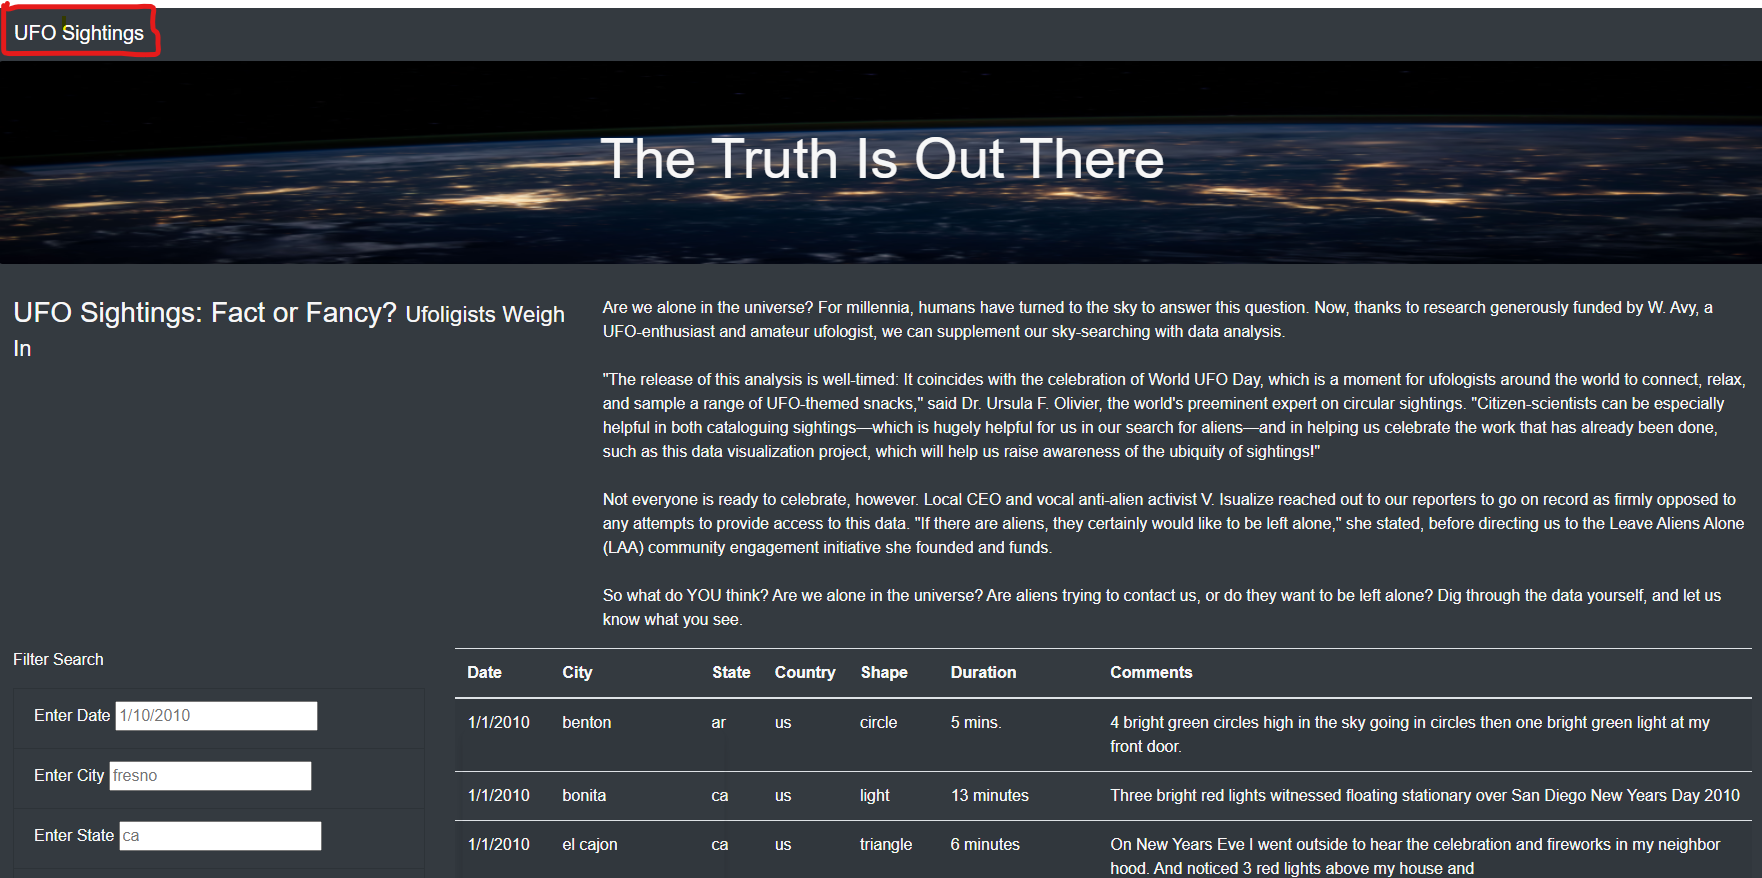 UFO Sightings
The Truth Is Out There
UFO Sightings: Fact or Fancy? Ufoligists Weigh
In
Are we alone in the universe? For millennia, humans have turned to the sky to answer this question. Now, thanks to research generously funded by W. Avy, a
UFO-enthusiast and amateur ufologist, we can supplement our sky-searching with data analysis.
"The release of this analysis is well-timed: It coincides with the celebration of World UFO Day, which is a moment for ufologists around the world to connect, relax,
and sample a range of UFO-themed snacks," said Dr. Ursula F. Olivier, the world's preeminent expert on circular sightings. "Citizen-scientists can be especially
helpful in both cataloguing sightings—which is hugely helpful for us in our search for aliens—and in helping us celebrate the work that has already been done,
such as this data visualization project, which will help us raise awareness of the ubiquity of sightings!"
Not everyone is ready to celebrate, however. Local CEO and vocal anti-alien activist V. Isualize reached out to our reporters to go on record as firmly opposed to
any attempts to provide access to this data. "If there are aliens, they certainly would like to be left alone," she stated, before directing us to the Leave Aliens Alone
(LAA) community engagement initiative she founded and funds.
So what do YOU think? Are we alone in the universe? Are aliens trying to contact us, or do they want to be left alone? Dig through the data yourself, and let us
know what you see.
Filter Search
Enter Date 1/10/2010
Enter City fresno
Enter State ca
Date City State Country Shape Duration Comments
1/1/2010 benton ar us circle 5 mins. 4 bright green circles high in the sky going in circles then one bright green light at my
front door.
1/1/2010 bonita ca us light 13 minutes Three bright red lights witnessed floating stationary over San Diego New Years Day 2010
1/1/2010 el cajon ca us triangle 6 minutes On New Years Eve I went outside to hear the celebration and fireworks in my neighbor
hood. And noticed 3 red lights above my house and